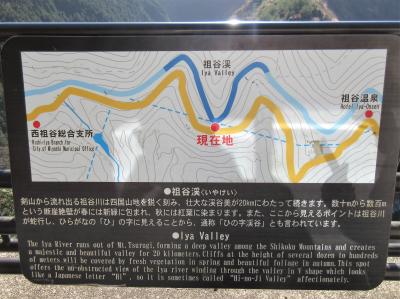 祖谷渓
Iya Valley
祖谷温泉
Hotel Iya-Onsen
西祖谷総合支所
Nishi-Iya Branch for
City of Miyoshi Municipal Office
現在地
●祖谷渓<いやけい>
剣山から流れ出る祖谷川は四国山地を鋭く刻み、壮大な渓谷美が20kmにわたって続きます。数十mから数百m
という断崖絶壁が春には新緑に包まれ、秋には紅葉に染まります。また、ここから見えるポイントは祖谷川
が蛇行し、ひらがなの「ひ」の字に見えることから、通称「ひの字渓谷」とも言われています。
●Iya Valley
The Iya River runs out of Mt.Tsurugi,forming a deep valley among the Shikoku Mountains and creates
a majestic and beautiful valley for 20 kilometers.Cliffs at the height of several dozen to hundreds
of meters will be covered by fresh vegetation in spring and beautiful foliage in autumn.This spot
offers the un-obstructed view of the Iya river winding through the valley in V shape which looks
like a Japanese letter "HI", so it is sometimes called "Hi-no-Ji Valley" affectionately.